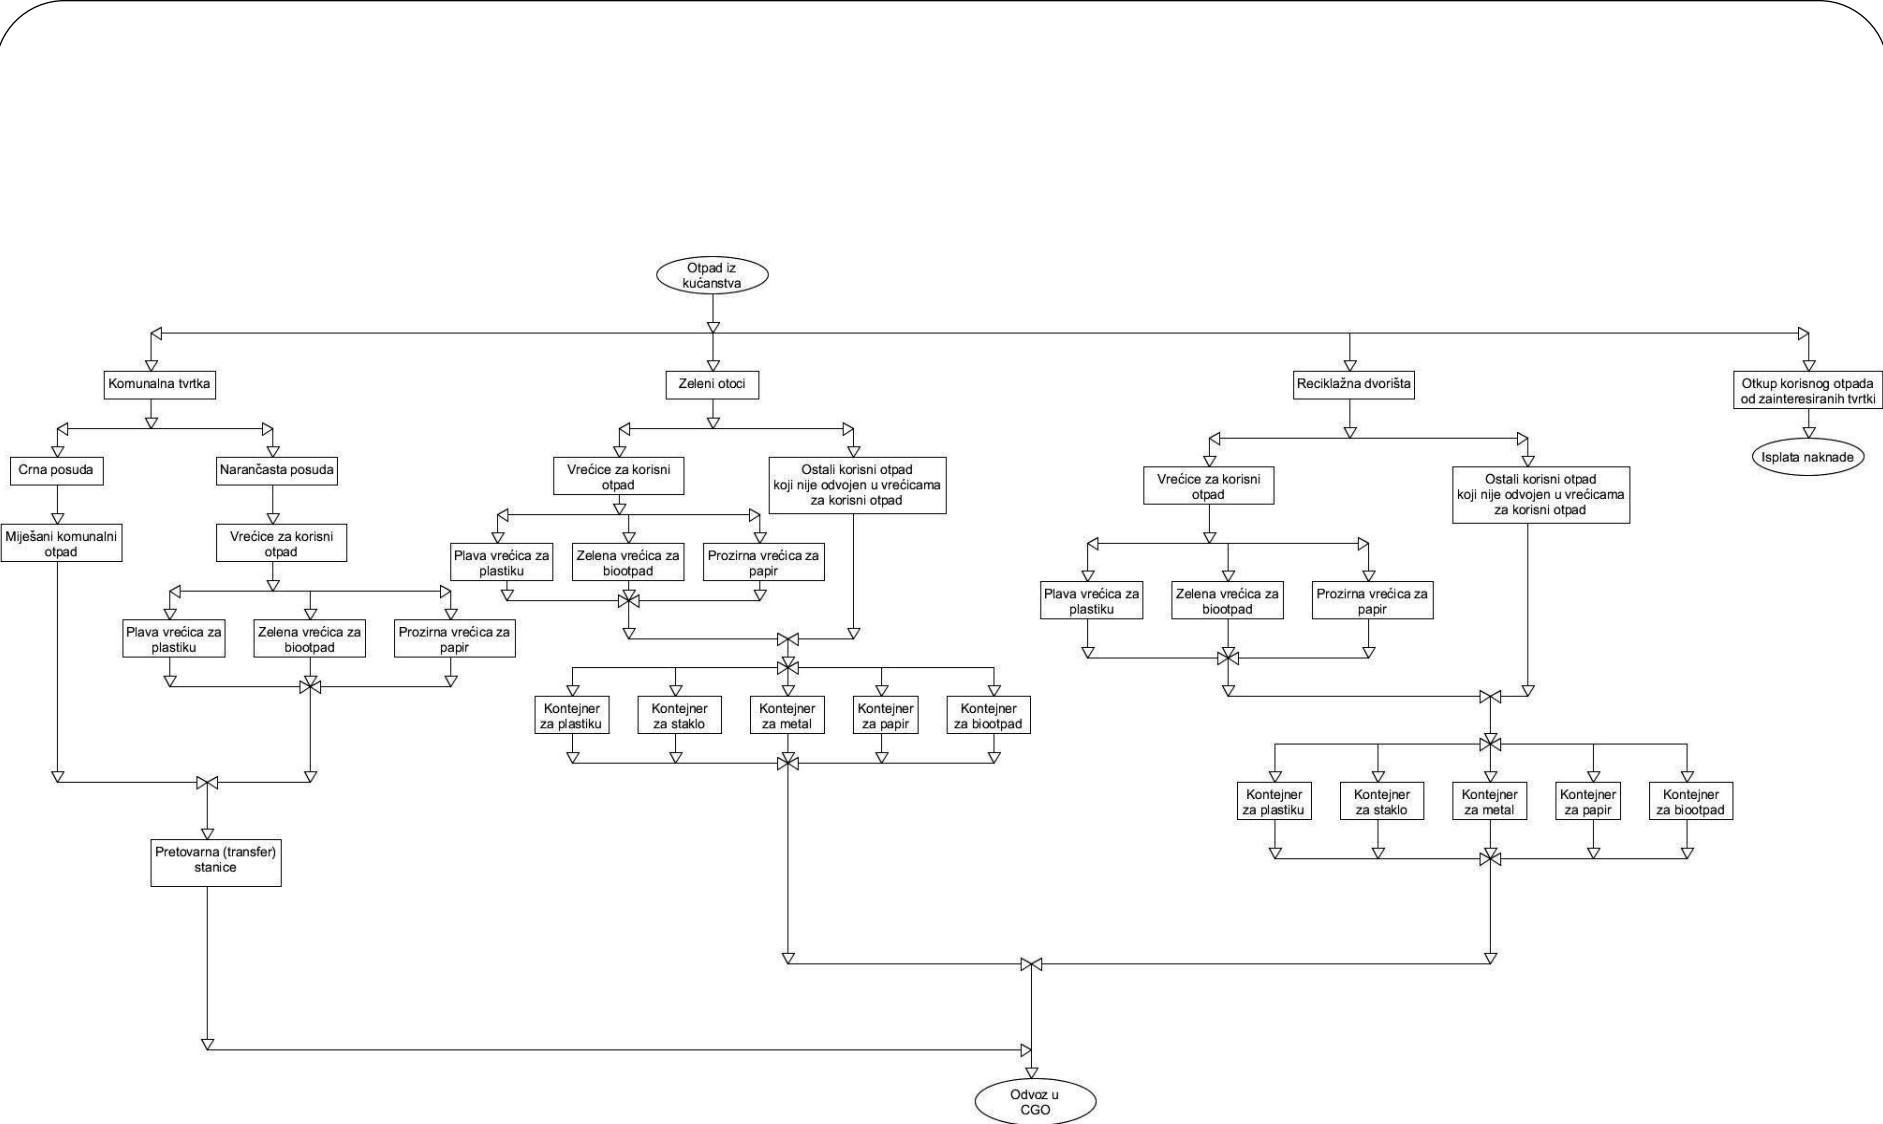 Otpad iz
kućanstva
Komunalna tvrtka
Zeleni otoci
Reciklažna dvorišta
Otkup korisnog otpada
od zainteresiranih tvrtki
Crna posuda
Narančasta posuda
Vrećice za korisni
otpad
Ostali korisni otpad
koji nije odvojen u vrećicama
za korisni otpad
Vrećice za korisni
otpad
Ostali korisni otpad
koji nije odvojen u vrećicama
za korisni otpad
Isplata naknade
Miješani komunalni
otpad
Vrećice za korisni
otpad
Plava vrećica za
plastiku
Zelena vrećica za
biootpad
Prozirna vrećica za
papir
Plava vrećica za
plastiku
Zelena vrećica za
biootpad
Prozirna vrećica za
papir
Plava vrećica za
plastiku
Zelena vrećica za
biootpad
Prozirna vrećica za
papir
Kontejner
za plastiku
Kontejner
za staklo
Kontejner
za metal
Kontejner
za papir
Kontejner
za biootpad
Kontejner
za plastiku
Kontejner
za staklo
Kontejner
za metal
Kontejner
za papir
Kontejner
za biootpad
Pretovarna (transfer)
stanice
Odvoz u
CGO